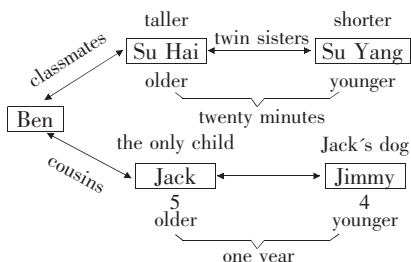 taller
shorter
classmates
twin sisters
Su Hai
Su Yang
older
younger
twenty minutes
Ben
the only child
Jack´s dog
cousins
Jack
Jimmy
5
4
older
younger
one year